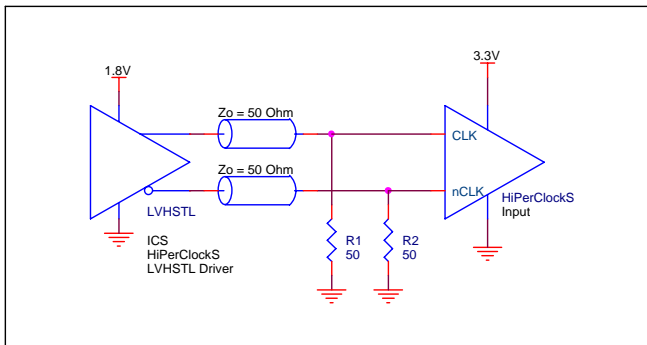 1.8V
3.3V
Zo = 50 Ohm
CLK
Zo = 50 Ohm
nCLK
HiPerClockS
Input
LVHSTL
ICS
HiPerClockS
LVHSTL Driver
R1
50
R2
50